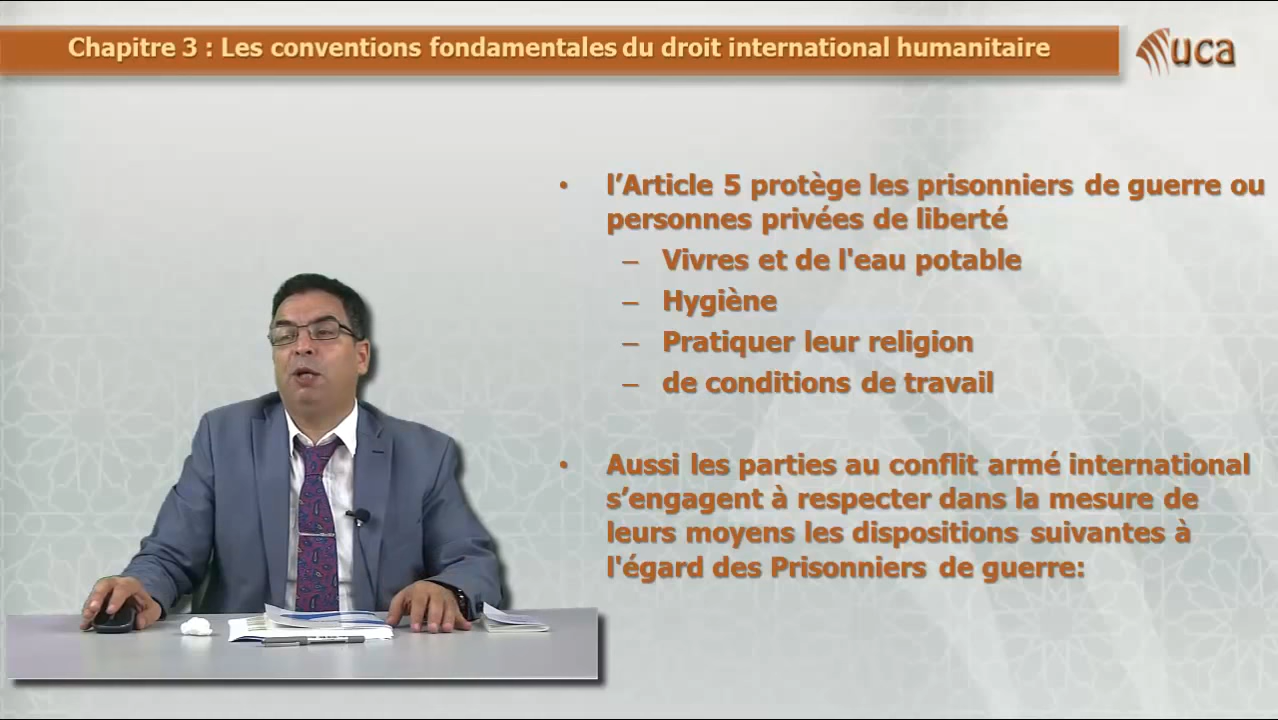 Chapitre 3 : Les conventions fondamentales du droit international humanitaire
uca
• l’Article 5 protège les prisonniers de guerre ou
personnes privées de liberté
– Vivres et de l'eau potable
– Hygiène
– Pratiquer leur religion
– de conditions de travail
• Aussi les parties au conflit armé international
s’engagent à respecter dans la mesure de
leurs moyens les dispositions suivantes à
l'égard des Prisonniers de guerre: